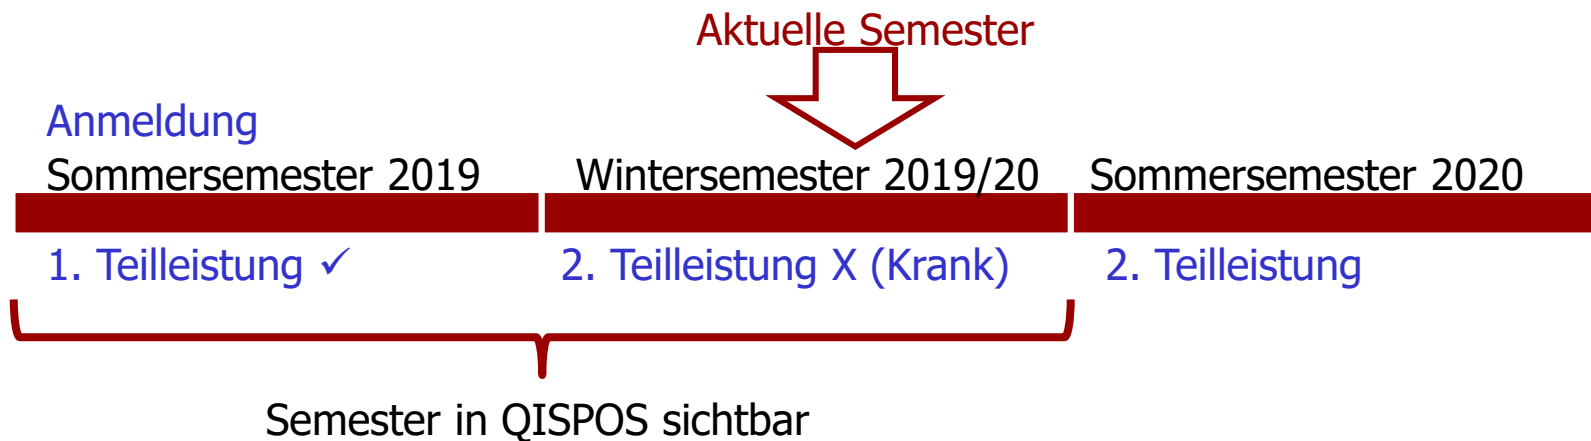 Aktuelle Semester
Anmeldung
Sommersemester 2019
Wintersemester 2019/20
Sommersemester 2020
1. Teilleistung ✓
2. Teilleistung X (Krank)
2. Teilleistung
Semester in QISPOS sichtbar